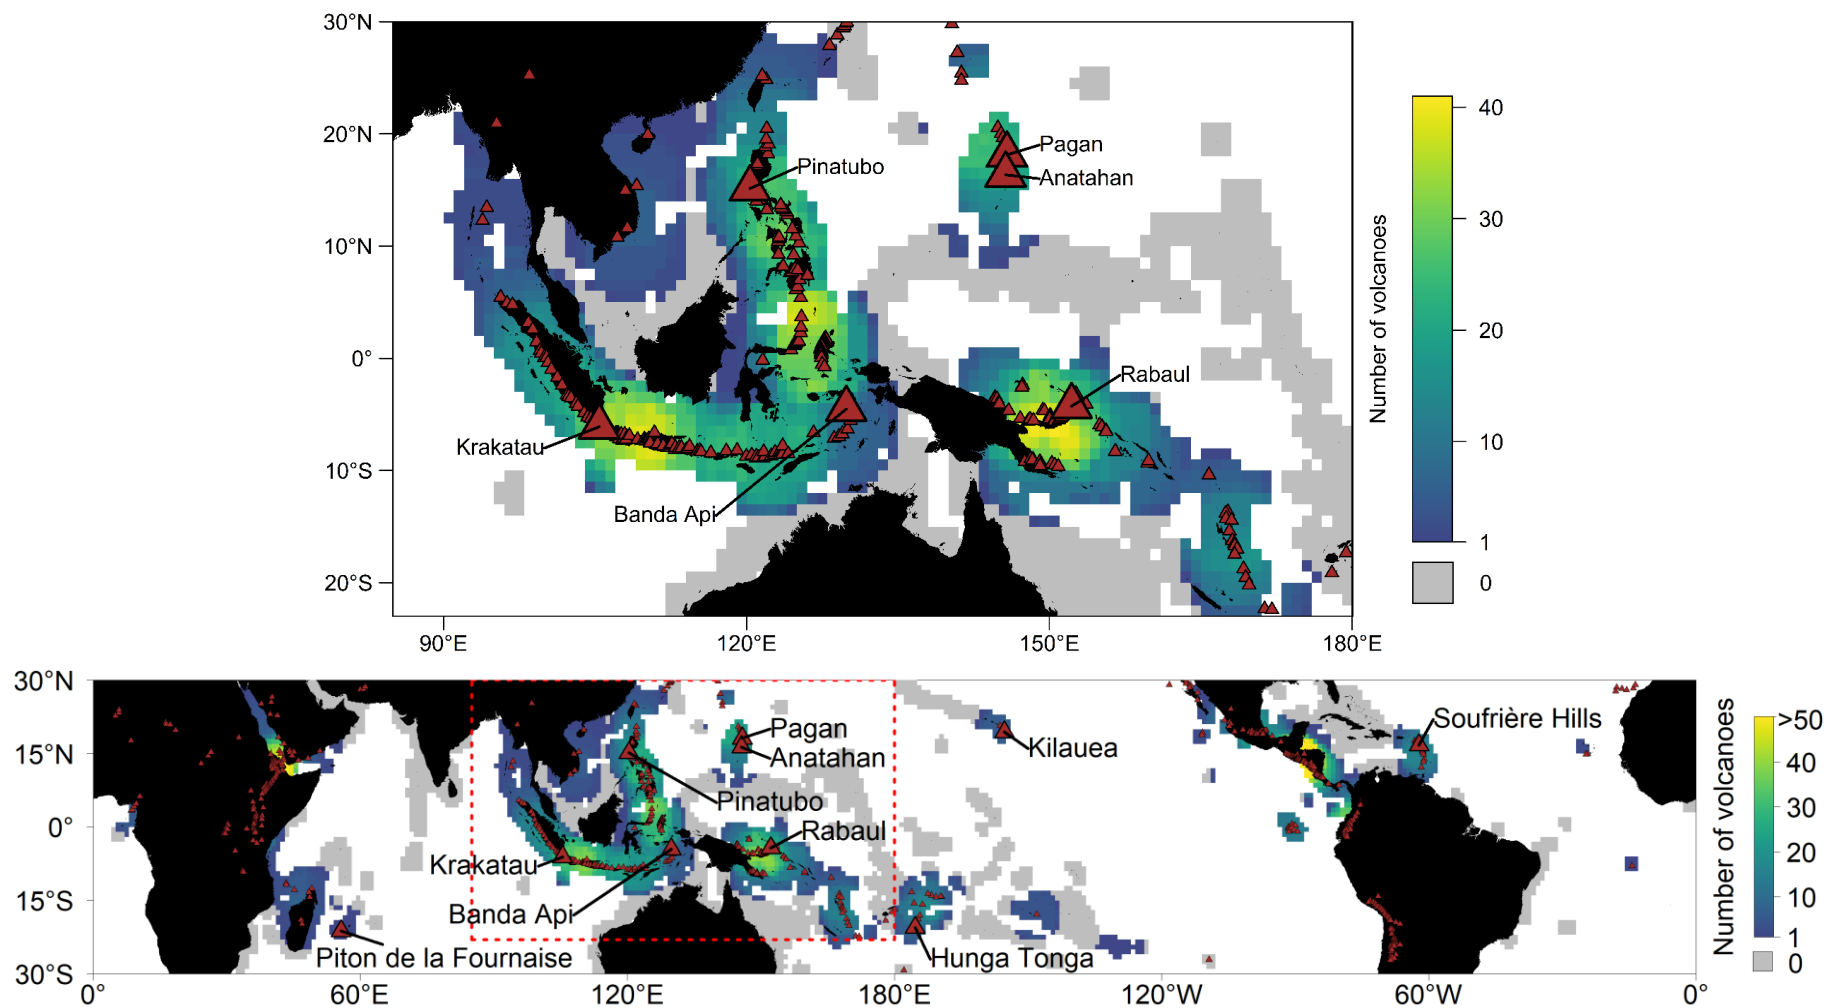 30°N
20°N
10°N
0°
10°S
20°S
90°E
120°E
150°E
180°E
Pagan
Anatahan
Pinatubo
Rabaul
Krakatau
Banda Api
Number of volcanoes
40
30
20
10
1
0
30°N
15°N
0°
15°S
30°S
0°
60°E
120°E
180°E
120°W
60°W
0°
Pagan
Anatahan
Kilauea
Soufrière Hills
Pinatubo
Rabaul
Krakatau
Banda Api
Piton de la Fournaise
Hunga Tonga
Number of volcanoes
>50
40
30
20
10
1
0